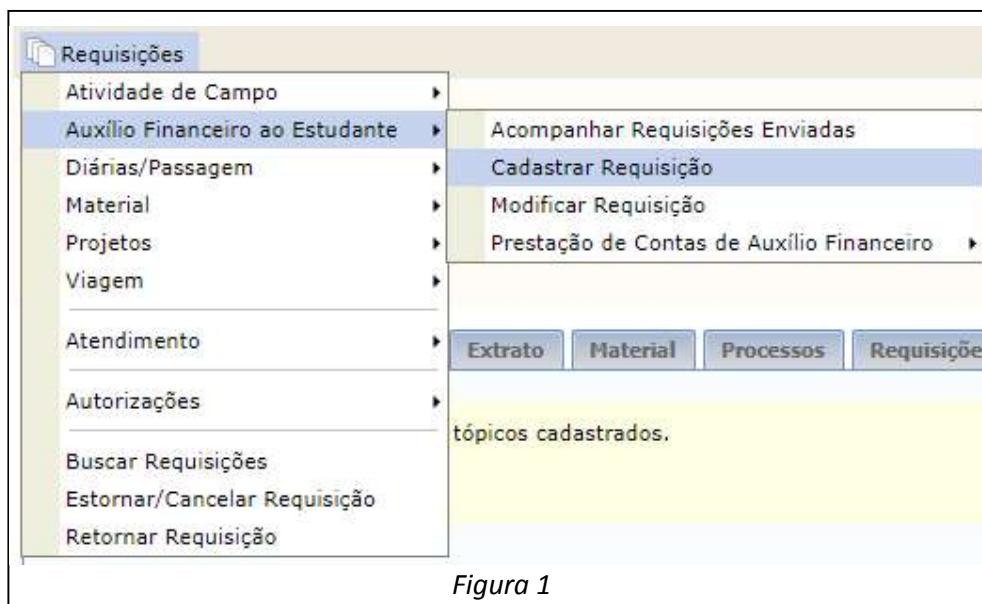 Requisições
Atividade de Campo
Auxílio Financeiro ao Estudante
Diárias/Passagem
Material
Projetos
Viagem
Atendimento
Autorizações
Buscar Requisições
Estornar/Cancelar Requisição
Retornar Requisição
Acompanhar Requisições Enviadas
Cadastrar Requisição
Modificar Requisição
Prestação de Contas de Auxílio Financeiro
Extrato Material Processos Requisiçõe
tópicos cadastrados.
Figura 1